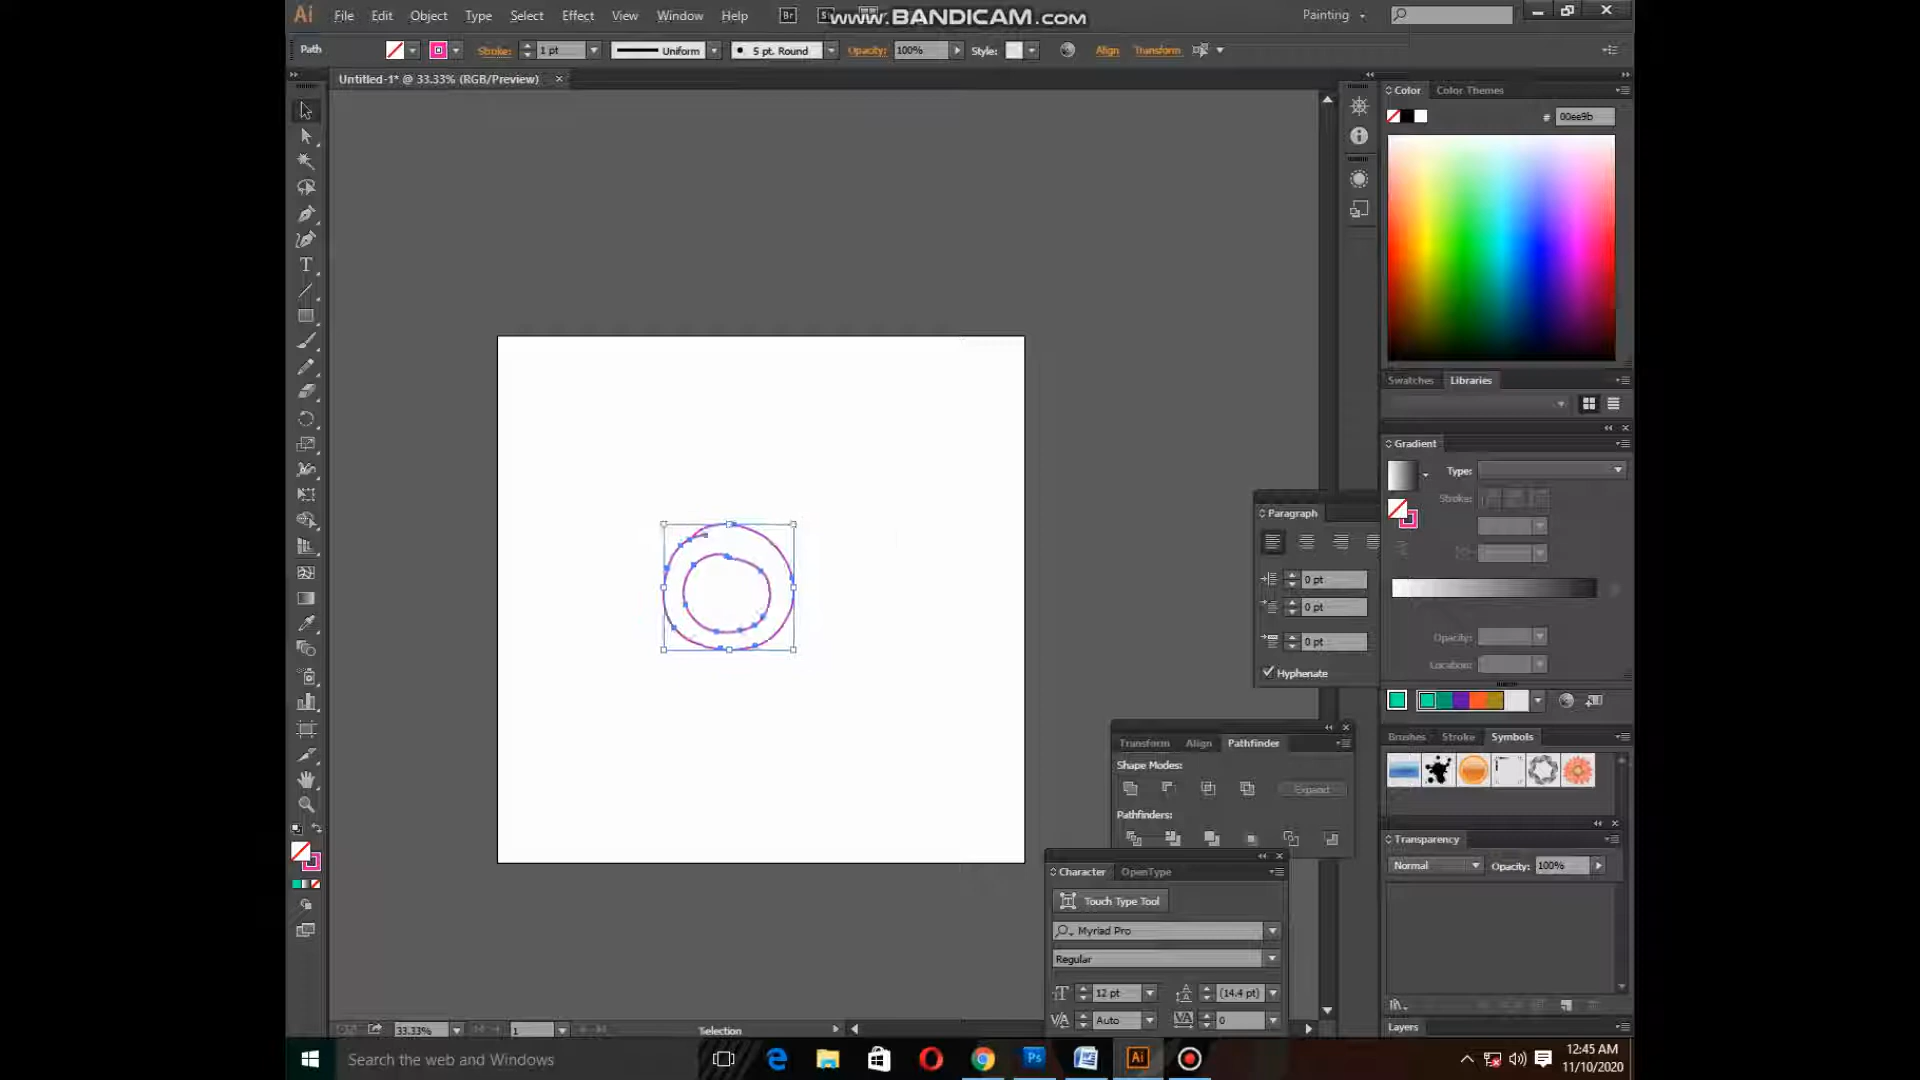 Ai File Edit Object Type Select Effect View Window Help Br St www.BANDICAM.com Painting
Path Stroke: 1 pt Uniform 5 pt. Round Opacity: 100% Style: Align Transform
Untitled-1* @ 33.33% (RGB/Preview) ×
Color Color Themes
# 00ee9b
Swatches Libraries
Gradient
Type:
Stroke:
Opacity:
Location:
Paragraph
0 pt
0 pt
0 pt
Hyphenate
Brushes Stroke Symbols
Transform Align Pathfinder
Shape Modes:
Expand
Pathfinders:
Transparency
Normal Opacity: 100%
Character OpenType
Touch Type Tool
Myriad Pro
Regular
12 pt (14.4 pt)
Auto 0
Layers
33.33% 1 Selection
Search the web and Windows Ps Ai 12:45 AM
11/10/2020